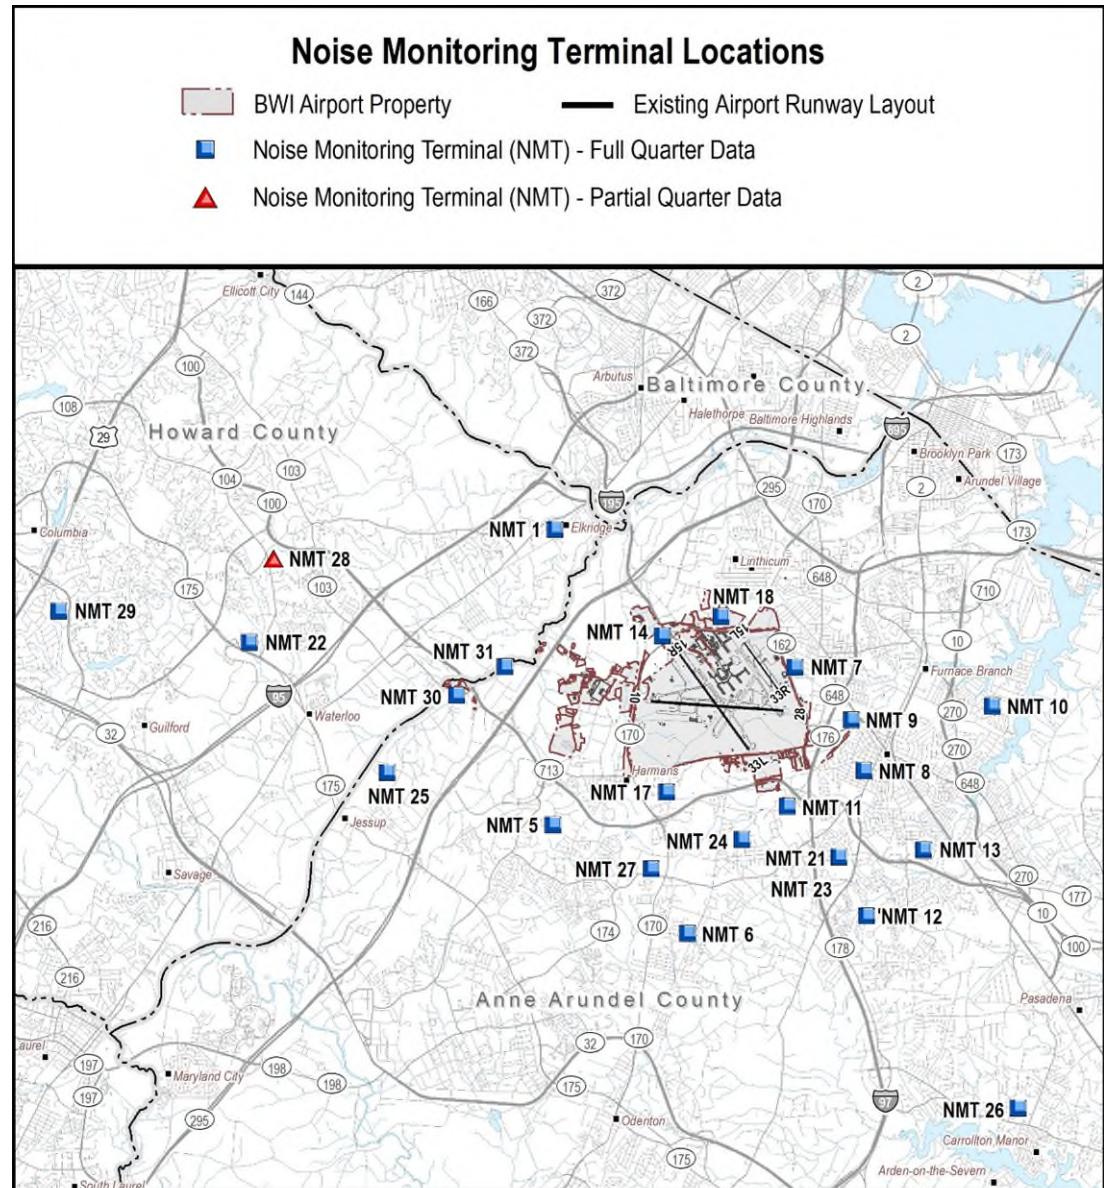 Noise Monitoring Terminal Locations
BWI Airport Property
Existing Airport Runway Layout
Noise Monitoring Terminal (NMT) - Full Quarter Data
Noise Monitoring Terminal (NMT) - Partial Quarter Data
Ellicott City
144
166
372
2
372
2
372
100
Arbutus
Baltimore County
108
Halethorpe
Baltimore Highlands
29
Howard County
895
Brooklyn Park
173
103
104
Arundel Village
295
2
100
195
170
Columbia
NMT 1
Elkridge
173
NMT 28
Linthicum
648
103
175
710
NMT 29
NMT 18
NMT 14
15L
10
NMT 22
15R
162
NMT 31
NMT 7
Furnace Branch
NMT 30
33R
648
95
10
NMT 10
Waterloo
28
NMT 9
270
Guilford
32
170
176
270
33L
713
Harmans
NMT 8
648
175
NMT 25
NMT 17
NMT 11
Jessup
NMT 5
NMT 24
NMT 13
NMT 21
Savage
NMT 27
270
NMT 23
177
216
'NMT 12
10
174
170
NMT 6
178
100
216
Anne Arundel County
Pasadena
Laurel
32
170
197
198
Maryland City
198
175
197
97
NMT 26
295
Odenton
Carrollton Manor
175
Arden-on-the-Severn
South Laurel